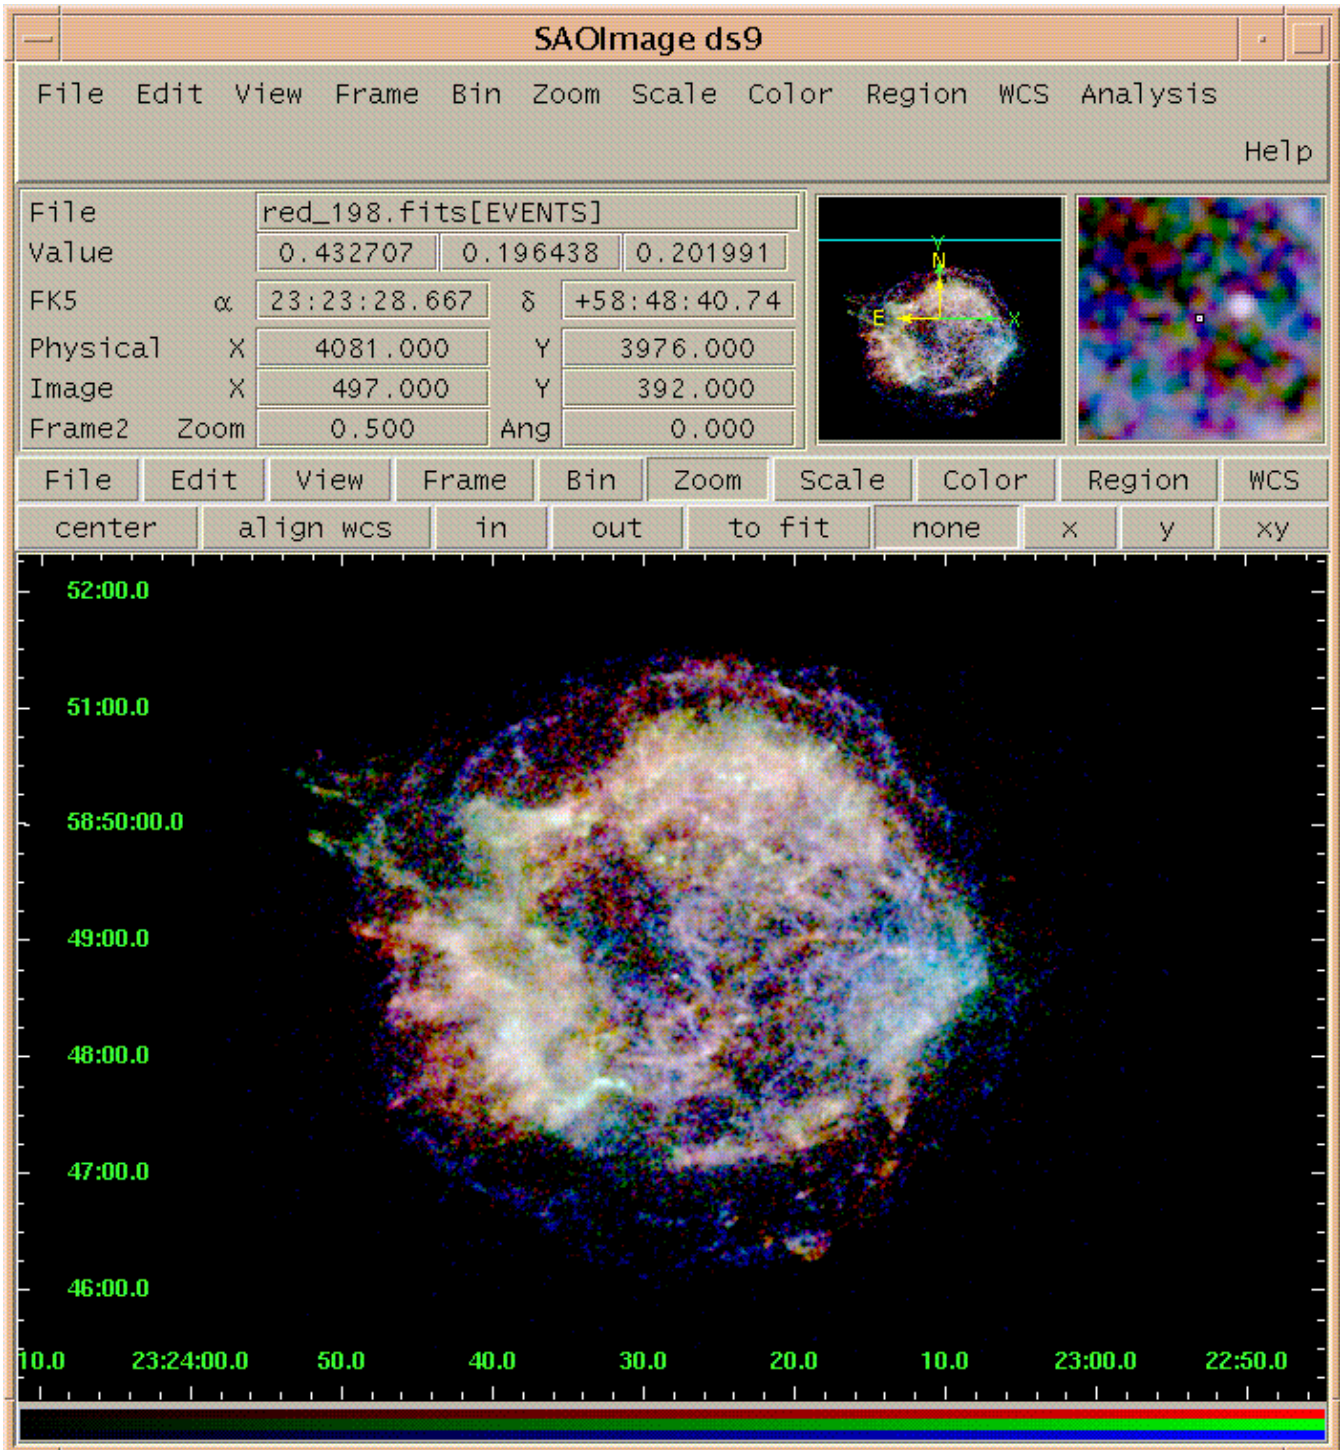 SAOImage ds9
File Edit View Frame Bin Zoom Scale Color Region WCS Analysis
Help
File red_198.fits[EVENTS]
Value 0.432707 0.196438 0.201991
FK5 α 23:23:28.667 δ +58:48:40.74
Physical X 4081.000 Y 3976.000
Image X 497.000 Y 392.000
Frame2 Zoom 0.500 Ang 0.000
Y
N
E X
File Edit View Frame Bin Zoom Scale Color Region WCS
center align wcs in out to fit none x y xy
52:00.0
51:00.0
58:50:00.0
49:00.0
48:00.0
47:00.0
46:00.0
10.0 23:24:00.0 50.0 40.0 30.0 20.0 10.0 23:00.0 22:50.0